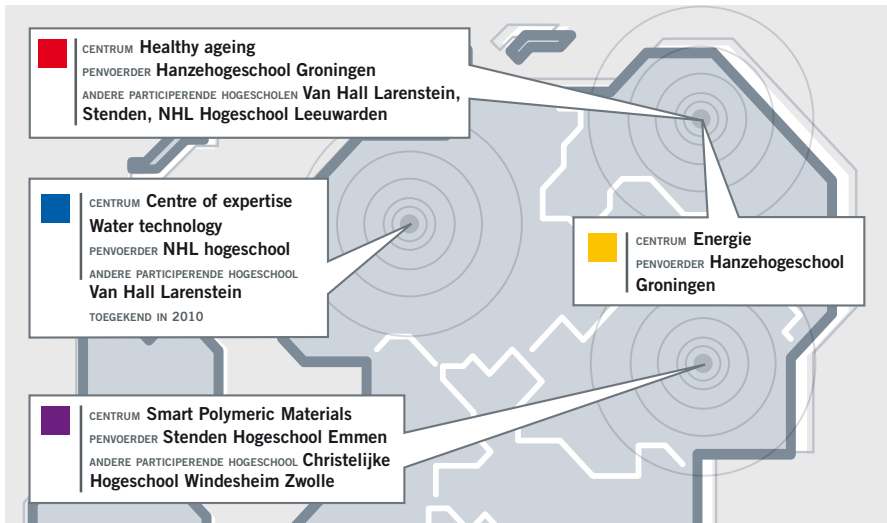 CENTRUM Healthy ageing
PENVOERDER Hanzehogeschool Groningen
ANDERE PARTICIPERENDE HOGESCHOLEN Van Hall Larenstein,
Stenden, NHL Hogeschool Leeuwarden
CENTRUM Centre of expertise
Water technology
PENVOERDER NHL hogeschool
ANDERE PARTICIPERENDE HOGESCHOOL
Van Hall Larenstein
TOEGEKEND IN 2010
CENTRUM Energie
PENVOERDER Hanzehogeschool
Groningen
CENTRUM Smart Polymeric Materials
PENVOERDER Stenden Hogeschool Emmen
ANDERE PARTICIPERENDE HOGESCHOOL Christelijke
Hogeschool Windesheim Zwolle